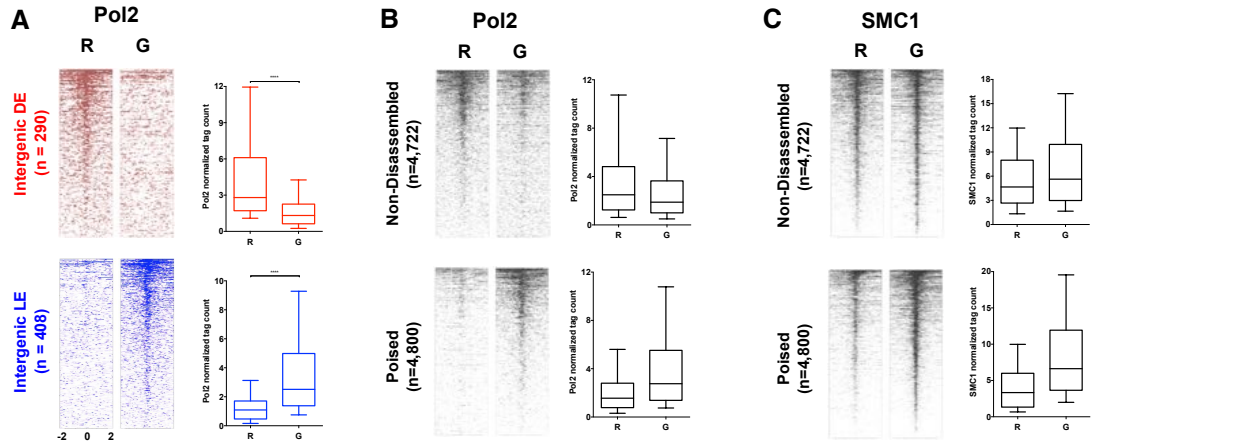 A
Pol2
R G
Intergenic DE
(n = 290)
Pol2 normalized tag count
12
9
6
3
0
****
R G
Intergenic LE
(n = 408)
-2 0 2
Pol2 normalized tag count
10
8
6
4
2
0
****
R G
B
Pol2
R G
Non-Disassembled
(n=4,722)
Pol2 normalized tag count
12
8
4
0
R G
Poised
(n=4,800)
Pol2 normalized tag count
12
8
4
0
R G
C
SMC1
R G
Non-Disassembled
(n=4,722)
SMC1 normalized tag count
18
15
12
9
6
3
0
R G
Poised
(n=4,800)
SMC1 normalized tag count
20
15
10
5
0
R G